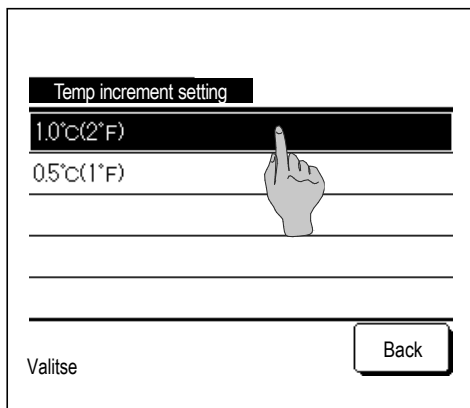 Temp increment setting
1.0°C(2°F)
0.5°C(1°F)
Back
Valitse